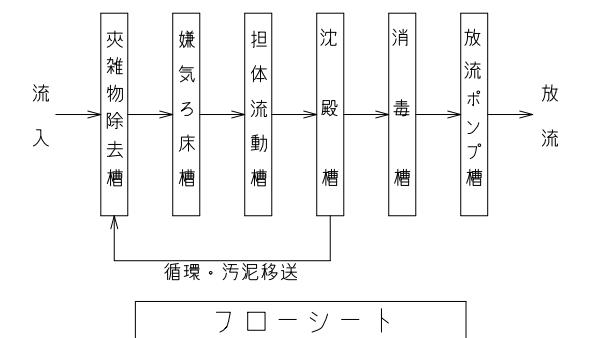 流入
夾雑物除去槽
嫌気ろ床槽
担体流動槽
沈殿槽
消毒槽
放流ポンプ槽
放流
循環・汚泥移送
フローシート